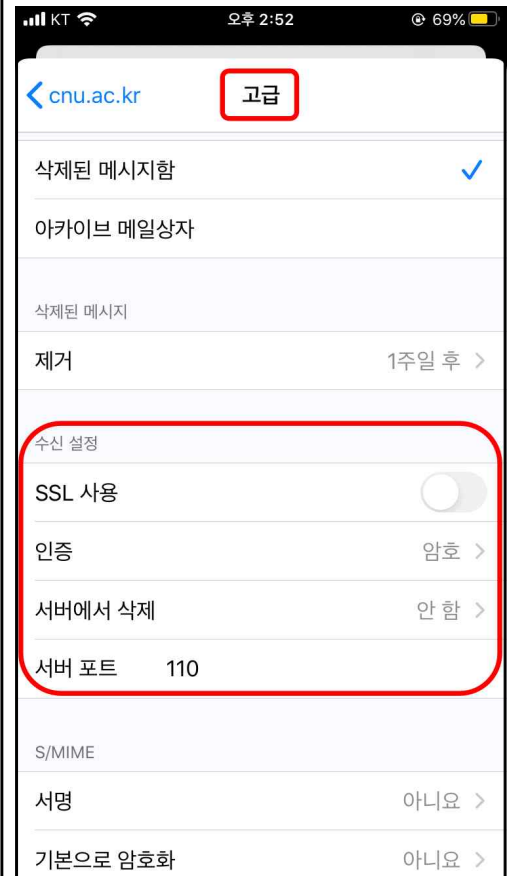 KT 오후 2:52 69%
cnu.ac.kr 고급
삭제된 메시지함
아카이브 메일상자
삭제된 메시지
제거 1주일 후
수신 설정
SSL 사용
인증 암호
서버에서 삭제 안 함
서버 포트 110
S/MIME
서명 아니요
기본으로 암호화 아니요